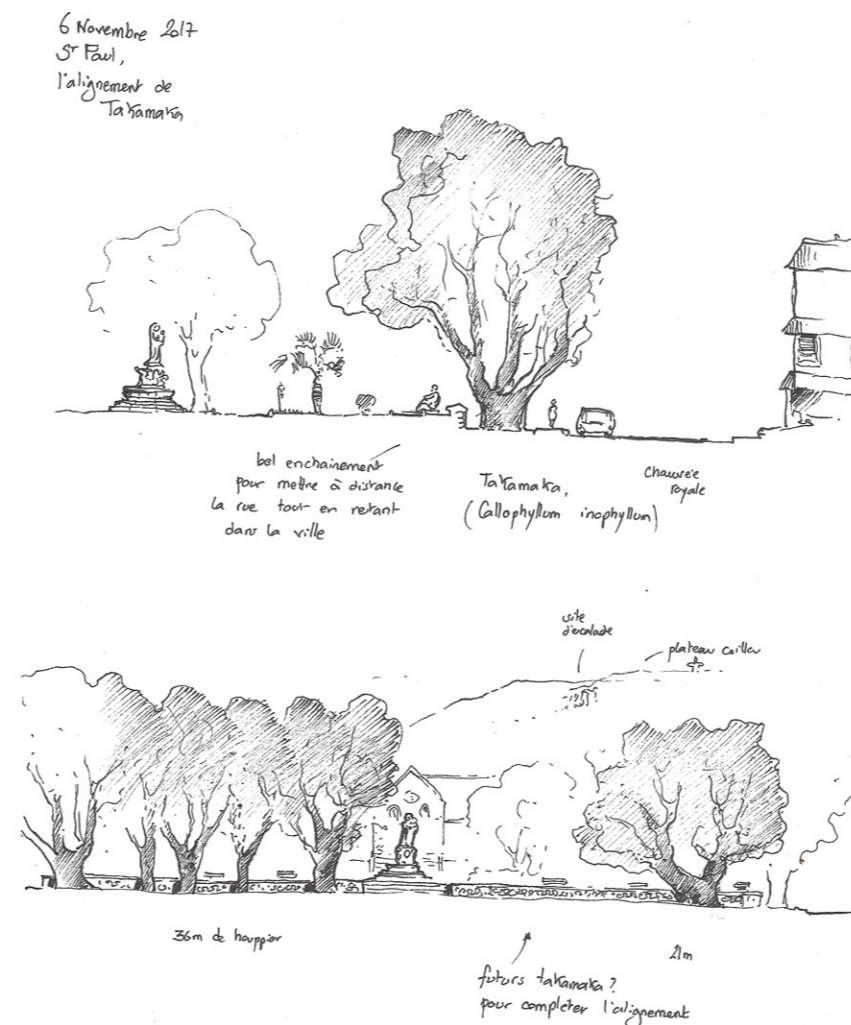 6 Novembre 2017
St Paul,
l'alignement de
Takamaka
bel enchainement
pour mettre à distance
la rue tout en restant
dans la ville
Takamaka,
(Callophyllum inophyllum)
Chaussée
royale
site
d'escalade
plateau caillou
36m de houppier
21m
futurs takamaka ?
pour completer l'alignement